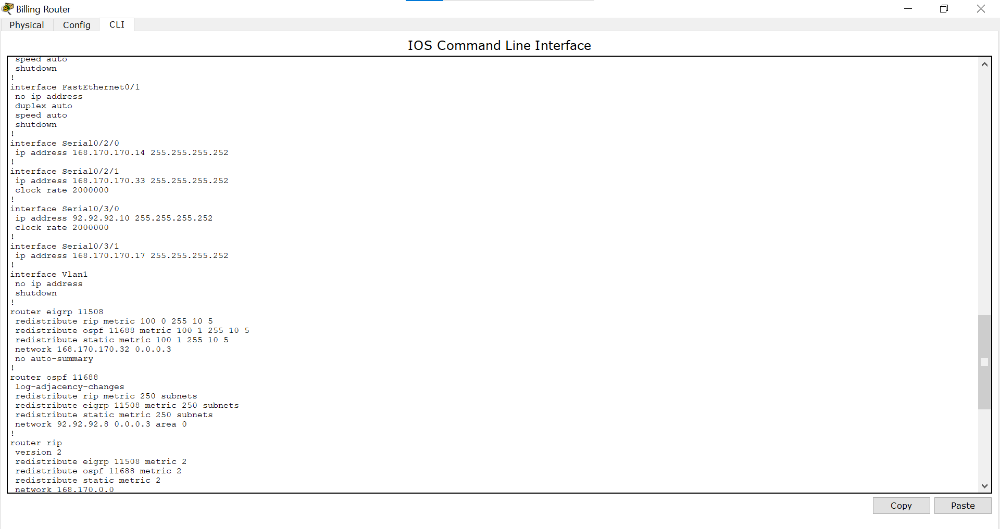 Billing Router
Physical Config CLI
IOS Command Line Interface
speed auto
shutdown
!
interface FastEthernet0/1
no ip address
duplex auto
speed auto
shutdown
!
interface Serial0/2/0
ip address 168.170.170.14 255.255.255.252
!
interface Serial0/2/1
ip address 168.170.170.33 255.255.255.252
clock rate 2000000
!
interface Serial0/3/0
ip address 92.92.92.10 255.255.255.252
clock rate 2000000
!
interface Serial0/3/1
ip address 168.170.170.17 255.255.255.252
!
interface Vlan1
no ip address
shutdown
!
router eigrp 11508
redistribute rip metric 100 0 255 10 5
redistribute ospf 11688 metric 100 1 255 10 5
redistribute static metric 100 1 255 10 5
network 168.170.170.32 0.0.0.3
no auto-summary
!
router ospf 11688
log-adjacency-changes
redistribute rip metric 250 subnets
redistribute eigrp 11508 metric 250 subnets
redistribute static metric 250 subnets
network 92.92.92.8 0.0.0.3 area 0
!
router rip
version 2
redistribute eigrp 11508 metric 2
redistribute ospf 11688 metric 2
redistribute static metric 2
network 168.170.0.0
Copy Paste